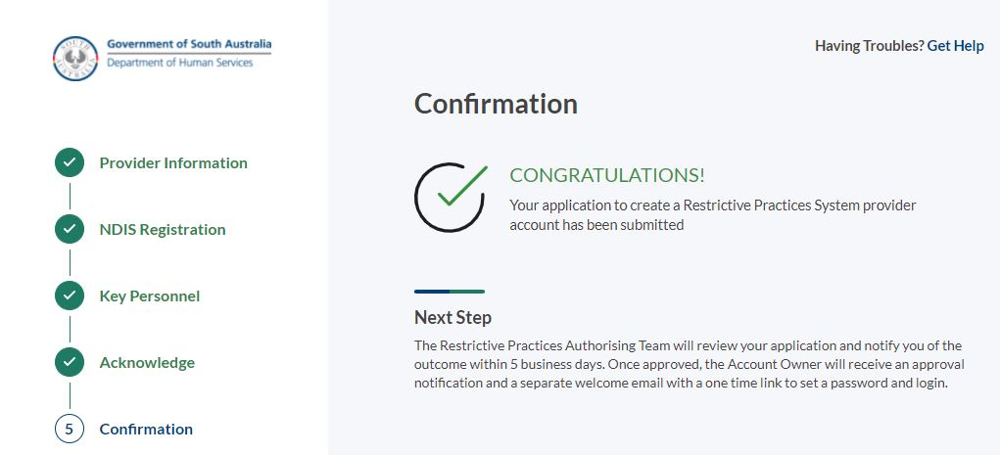 Government of South Australia
Department of Human Services
Having Troubles? Get Help
Provider Information
NDIS Registration
Key Personnel
Acknowledge
5 Confirmation
Confirmation
CONGRATULATIONS!
Your application to create a Restrictive Practices System provider
account has been submitted
Next Step
The Restrictive Practices Authorising Team will review your application and notify you of the
outcome within 5 business days. Once approved, the Account Owner will receive an approval
notification and a separate welcome email with a one time link to set a password and login.